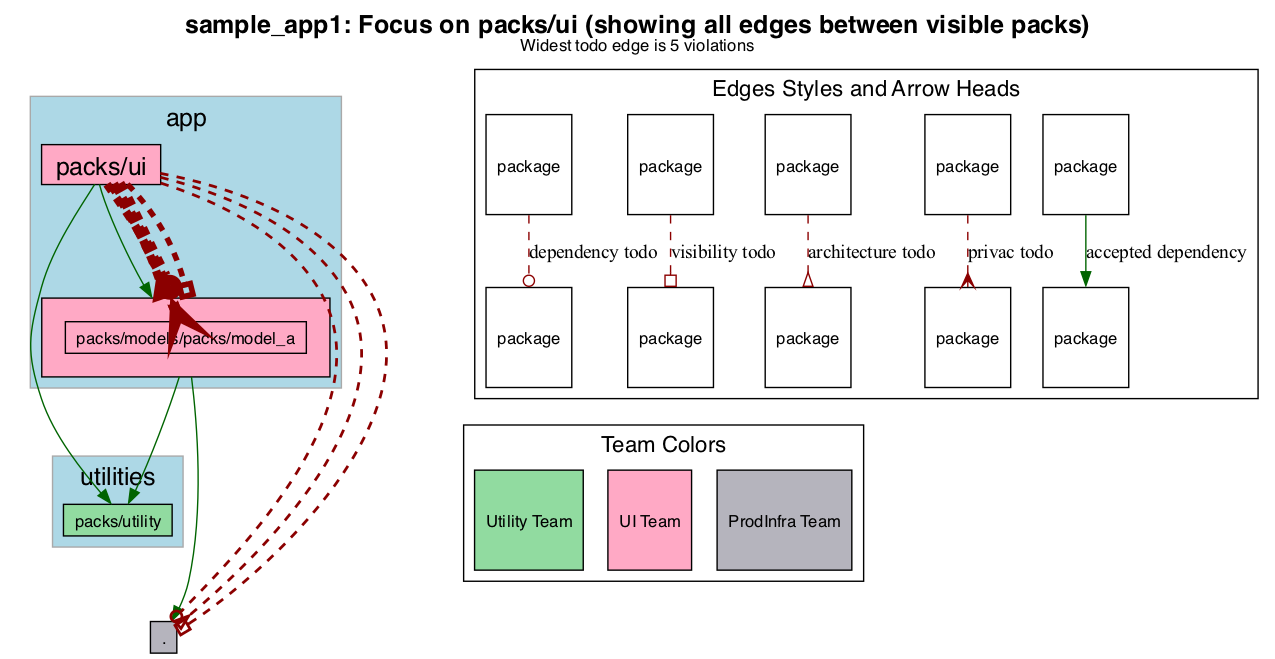 sample_app1: Focus on packs/ui (showing all edges between visible packs)
Widest todo edge is 5 violations
app
packs/ui
packs/models/packs/model_a
utilities
packs/utility
.
Edges Styles and Arrow Heads
package package package package package
dependency todo visibility todo architecture todo privac todo accepted dependency
package package package package package
Team Colors
Utility Team UI Team ProdInfra Team